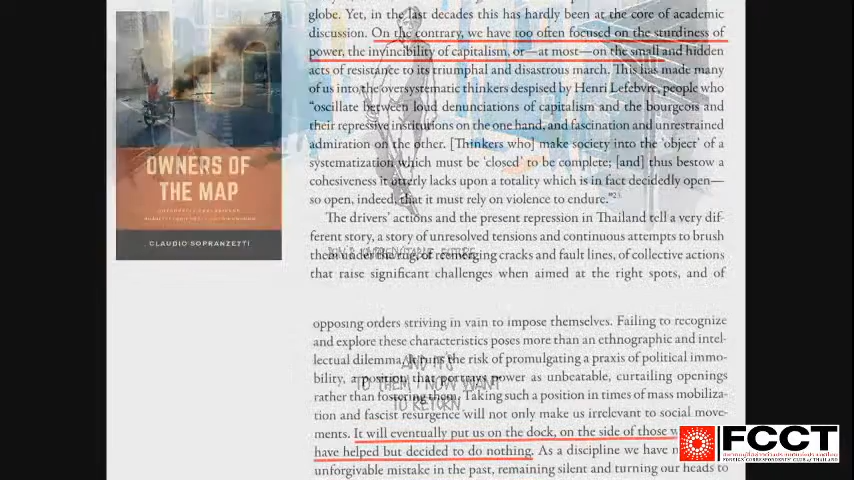 OWNERS OF
THE MAP
CLAUDIO SOPRANZETTI
globe. Yet, in the last decades this has hardly been at the core of academic
discussion. On the contrary, we have too often focused on the sturdiness of
power, the invincibility of capitalism, or—at most—on the small and hidden
acts of resistance to its triumphal and disastrous march. This has made many
of us into the oversystematic thinkers despised by Henri Lefebvre, people who
“oscillate between loud denunciations of capitalism and the bourgeois and
their repressive institutions on the one hand, and fascination and unrestrained
admiration on the other. [Thinkers who] make society into the ‘object’ of a
systematization which must be ‘closed’ to be complete; [and] thus bestow a
cohesiveness it utterly lacks upon a totality which is in fact decidedly open—
so open, indeed, that it must rely on violence to endure.”
The drivers’ actions and the present repression in Thailand tell a very dif-
ferent story, a story of unresolved tensions and continuous attempts to brush
them under the rug, of reemerging cracks and fault lines, of collective actions
that raise significant challenges when aimed at the right spots, and of
opposing orders striving in vain to impose themselves. Failing to recognize
and explore these characteristics poses more than an ethnographic and intel-
lectual dilemma. It runs the risk of promulgating a praxis of political immo-
bility, a position that portrays power as unbeatable, curtailing openings
rather than fostering them. Taking such a position in times of mass mobiliza-
tion and fascist resurgence will not only make us irrelevant to social move-
ments. It will eventually put us on the dock, on the side of those
have helped but decided to do nothing. As a discipline we have
unforgivable mistake in the past, remaining silent and turning our heads to
AND IT'S
TO THEM I NOW WANT
TO RETURN.
FCCT
FOREIGN CORRESPONDENTS' CLUB of THAILAND